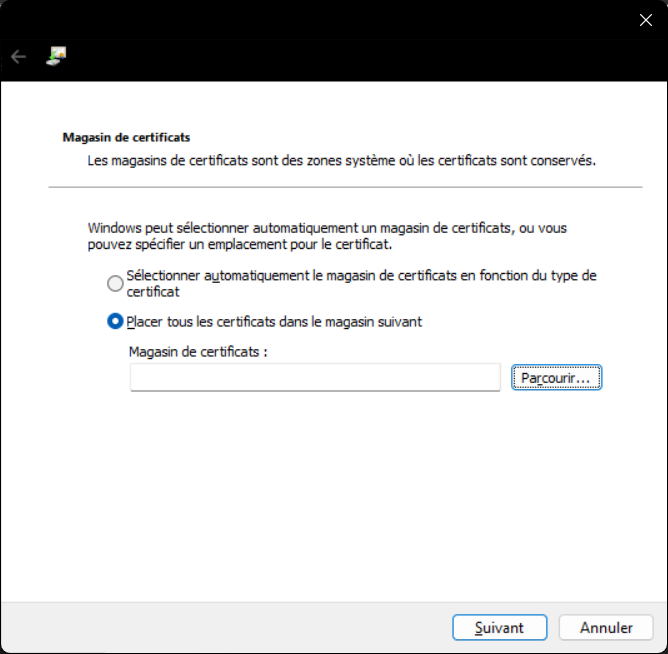 Magasin de certificats
Les magasins de certificats sont des zones système où les certificats sont conservés.
Windows peut sélectionner automatiquement un magasin de certificats, ou vous
pouvez spécifier un emplacement pour le certificat.
Sélectionner automatiquement le magasin de certificats en fonction du type de
certificat
Placer tous les certificats dans le magasin suivant
Magasin de certificats :
Parcourir...
Suivant
Annuler